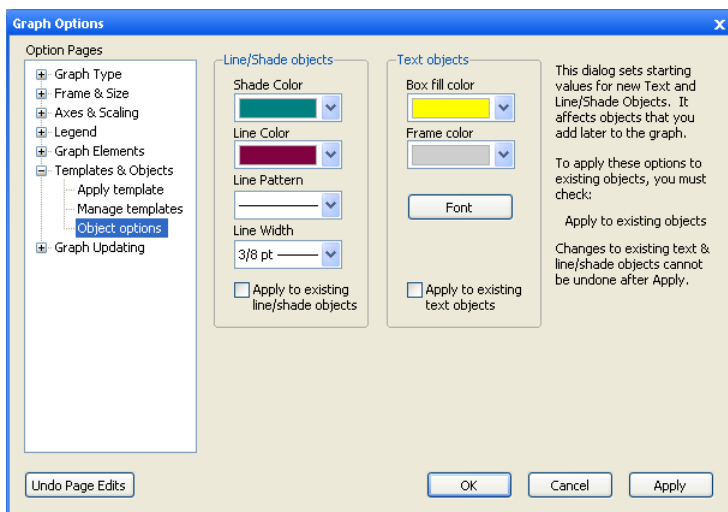 Graph Options
Option Pages
Graph Type
Frame & Size
Axes & Scaling
Legend
Graph Elements
Templates & Objects
Apply template
Manage templates
Object options
Graph Updating
Line/Shade objects
Shade Color
Line Color
Line Pattern
Line Width
3/8 pt
Apply to existing
line/shade objects
Text objects
Box fill color
Frame color
Font
Apply to existing
text objects
This dialog sets starting
values for new Text and
Line/Shade Objects. It
affects objects that you
add later to the graph.
To apply these options to
existing objects, you must
check:
Apply to existing objects
Changes to existing text &
line/shade objects cannot
be undone after Apply.
Undo Page Edits
OK
Cancel
Apply